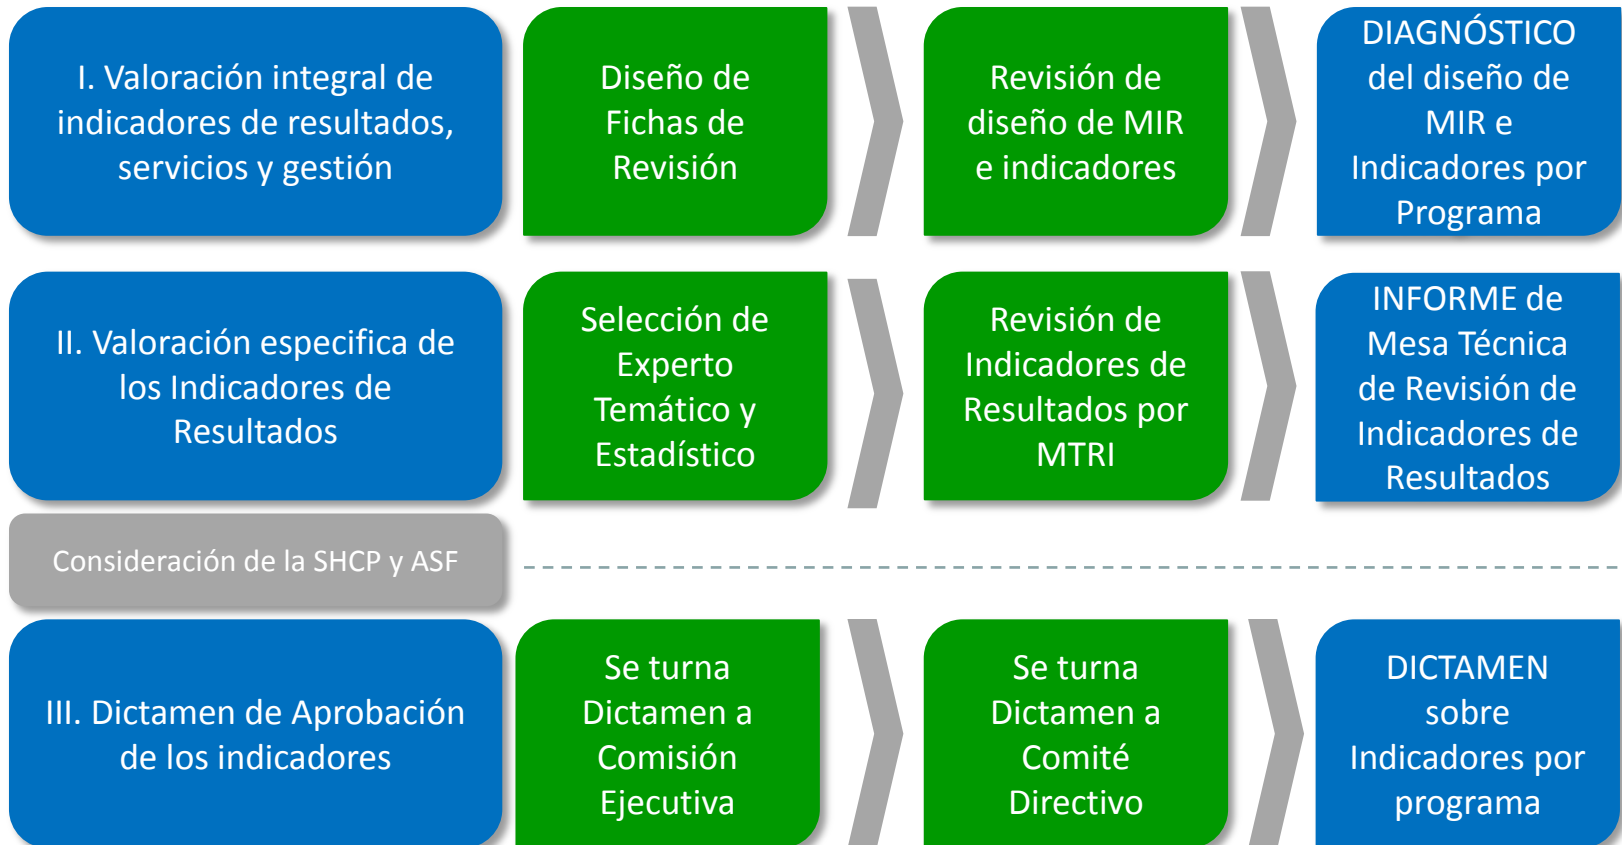 I. Valoración integral de
indicadores de resultados,
servicios y gestión
Diseño de
Fichas de
Revisión
Revisión de
diseño de MIR
e indicadores
DIAGNÓSTICO
del diseño de
MIR e
Indicadores por
Programa
II. Valoración especifica de
los Indicadores de
Resultados
Selección de
Experto
Temático y
Estadístico
Revisión de
Indicadores de
Resultados por
MTRI
INFORME de
Mesa Técnica
de Revisión de
Indicadores de
Resultados
Consideración de la SHCP y ASF
III. Dictamen de Aprobación
de los indicadores
Se turna
Dictamen a
Comisión
Ejecutiva
Se turna
Dictamen a
Comité
Directivo
DICTAMEN
sobre
Indicadores por
programa